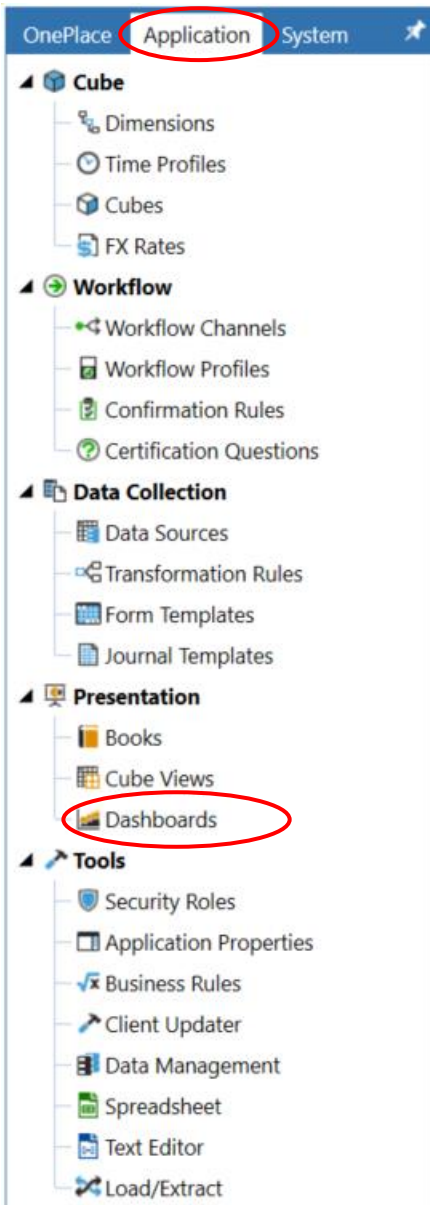 OnePlace Application System
Cube
Dimensions
Time Profiles
Cubes
FX Rates
Workflow
Workflow Channels
Workflow Profiles
Confirmation Rules
Certification Questions
Data Collection
Data Sources
Transformation Rules
Form Templates
Journal Templates
Presentation
Books
Cube Views
Dashboards
Tools
Security Roles
Application Properties
Business Rules
Client Updater
Data Management
Spreadsheet
Text Editor
Load/Extract